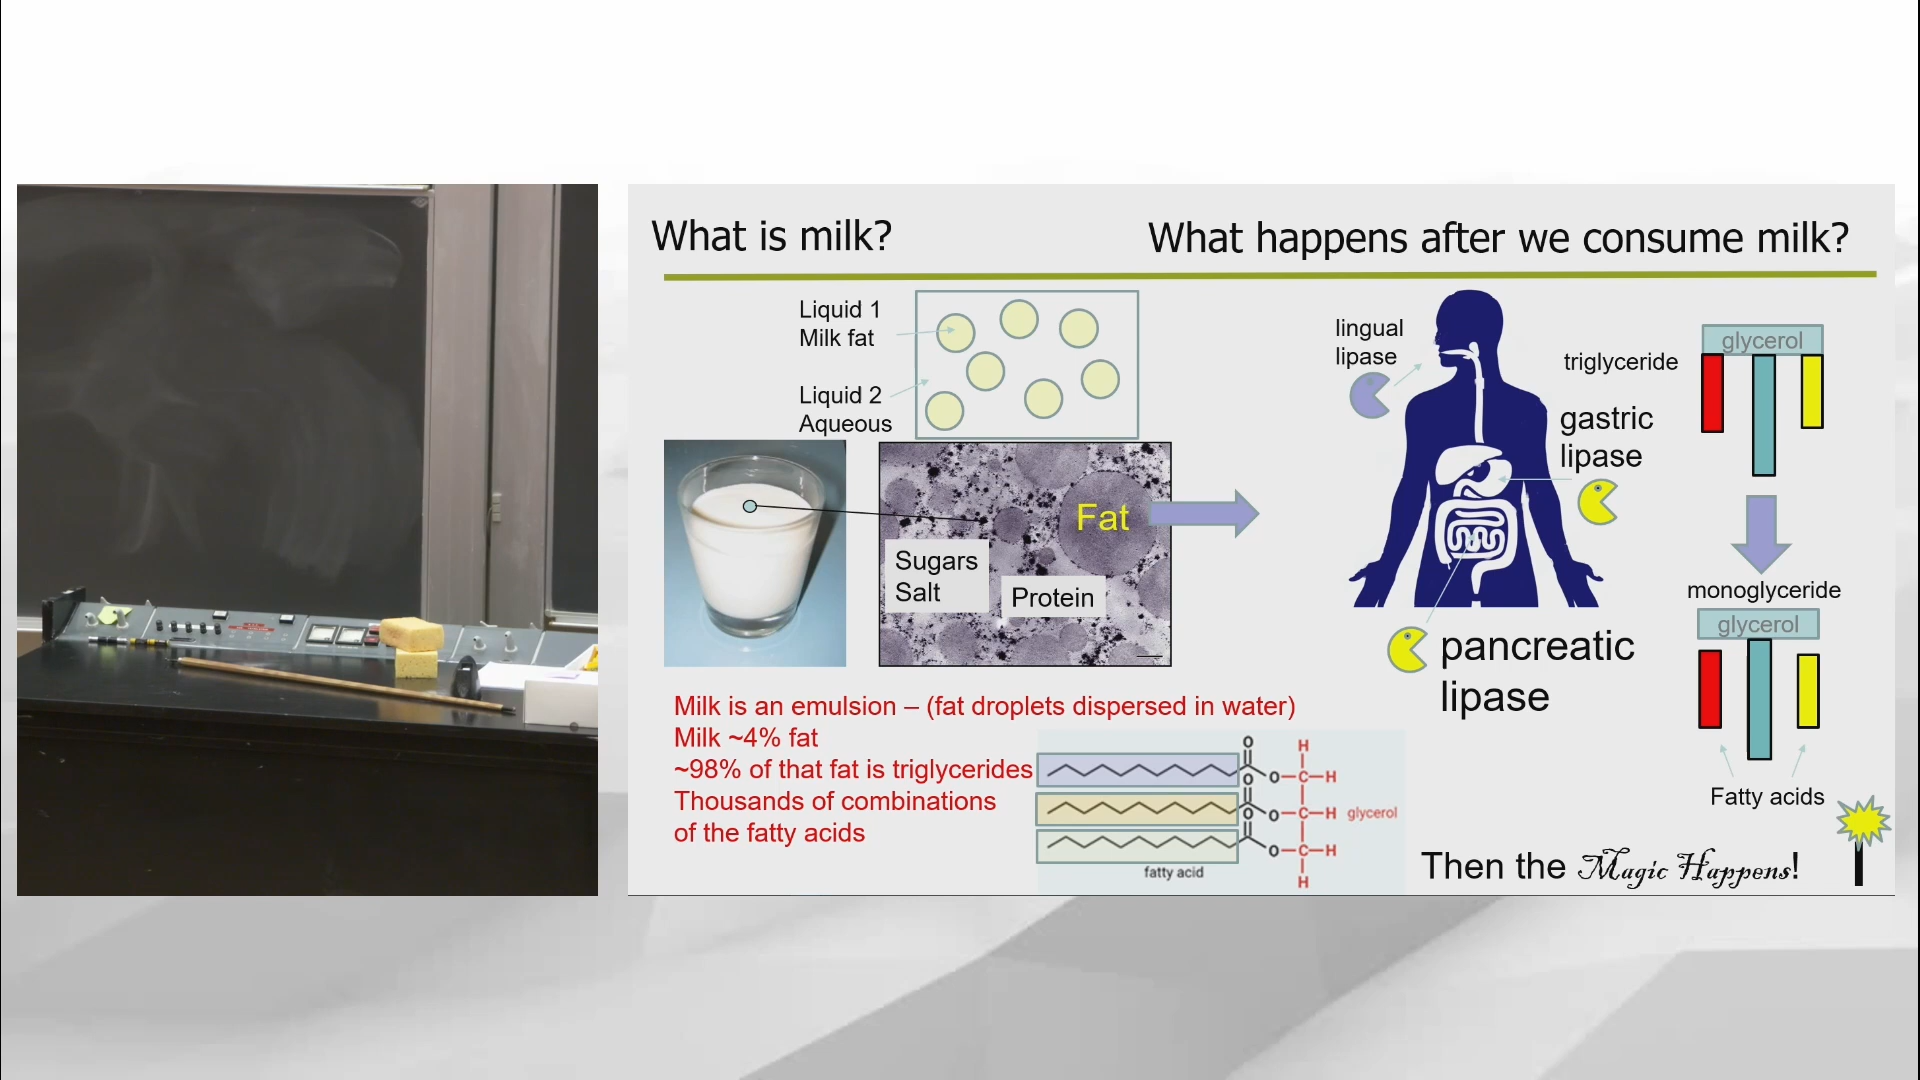 What is milk?
What happens after we consume milk?
Liquid 1
Milk fat
Liquid 2
Aqueous
Fat
Sugars
Salt
Protein
Milk is an emulsion – (fat droplets dispersed in water)
Milk ~4% fat
~98% of that fat is triglycerides
Thousands of combinations
of the fatty acids
O
O
O
O
O
O
H
C
H
C
H
C
H
H
glycerol
fatty acid
lingual
lipase
gastric
lipase
pancreatic
lipase
triglyceride
glycerol
monoglyceride
glycerol
Fatty acids
Then the Magic Happens!